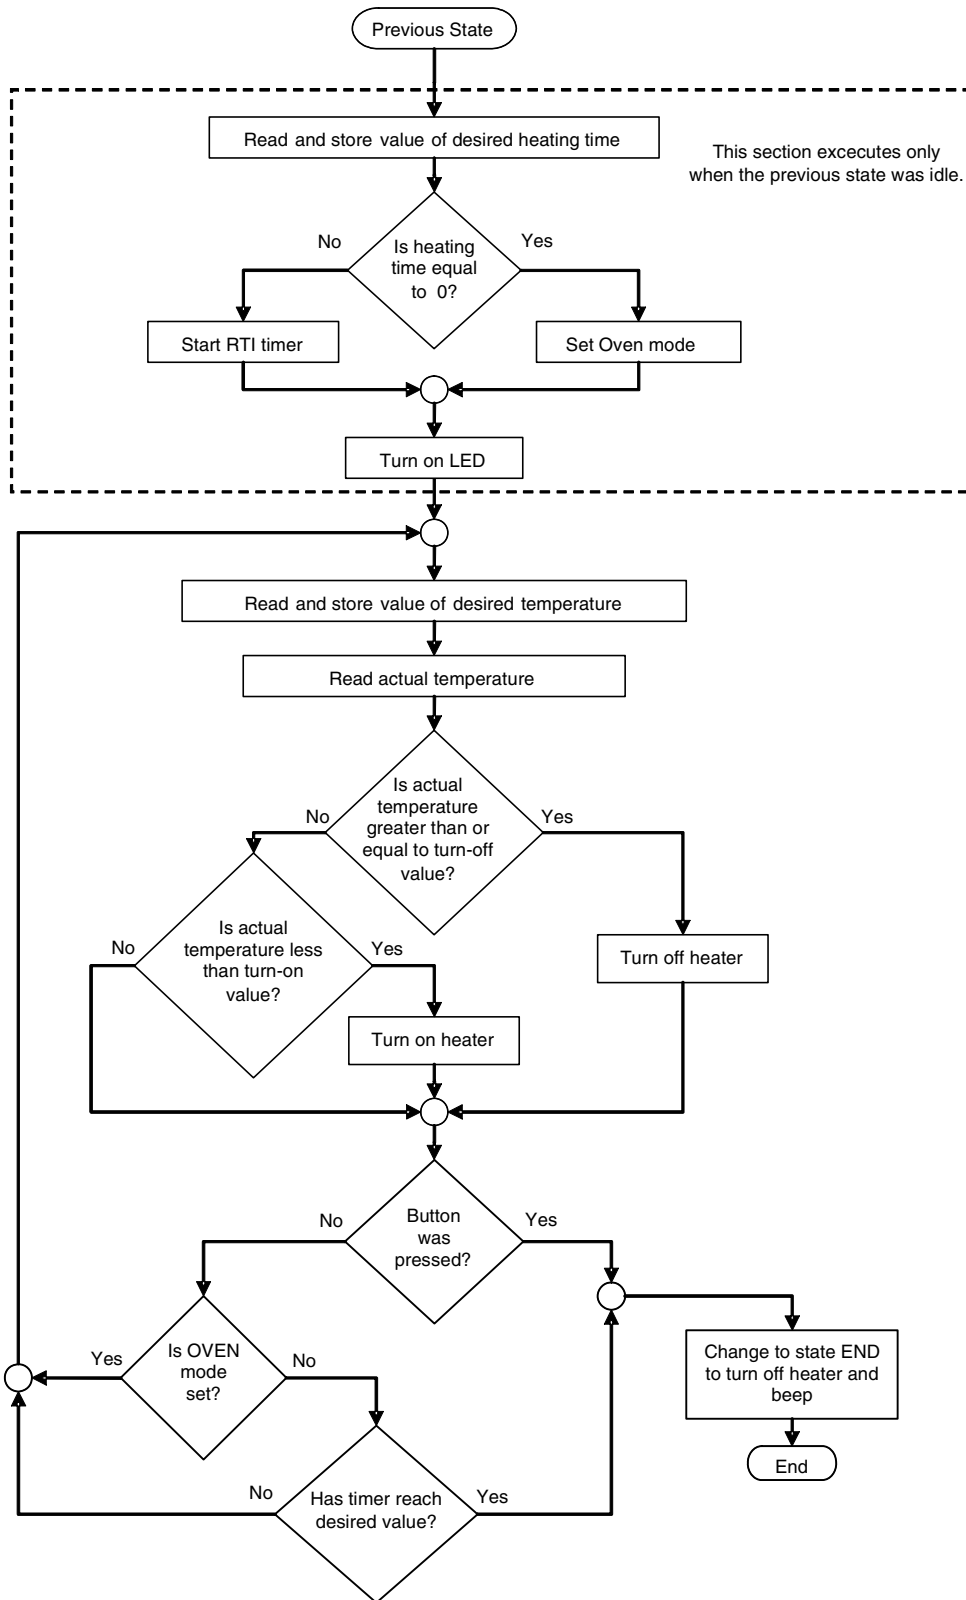 Previous State
Read and store value of desired heating time
This section excecutes only
when the previous state was idle.
No
Yes
Is heating
time equal
to 0?
Start RTI timer
Set Oven mode
Turn on LED
Read and store value of desired temperature
Read actual temperature
Is actual
temperature
greater than or
equal to turn-off
value?
No
Yes
Is actual
temperature less
than turn-on
value?
No
Yes
Turn off heater
Turn on heater
Button
was
pressed?
No
Yes
Is OVEN
mode
set?
Yes
No
Change to state END
to turn off heater and
beep
End
Has timer reach
desired value?
No
Yes